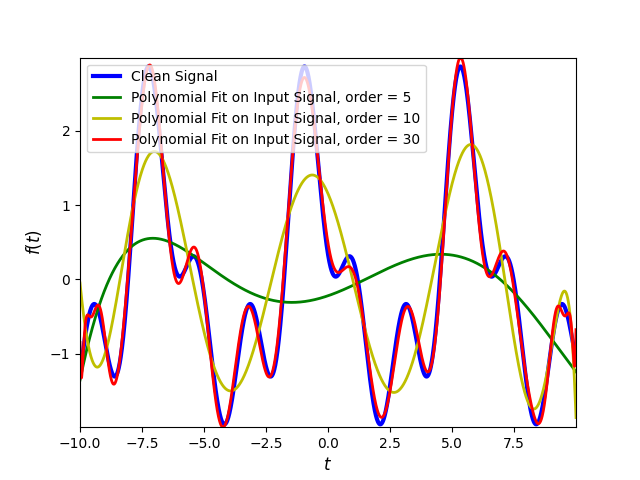 Clean Signal
Polynomial Fit on Input Signal, order = 5
Polynomial Fit on Input Signal, order = 10
Polynomial Fit on Input Signal, order = 30
f(t)
2
1
0
−1
−10.0 −7.5 −5.0 −2.5 0.0 2.5 5.0 7.5
t